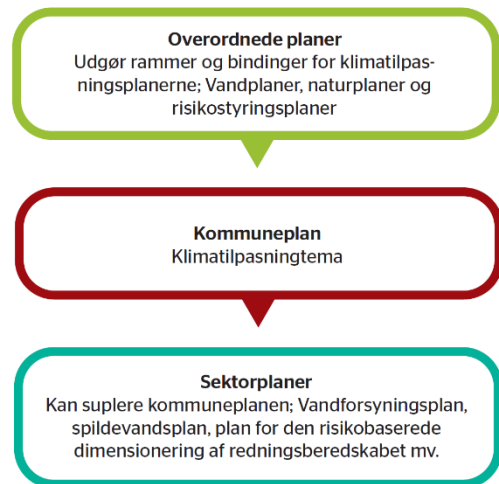 Overordnede planer
Udgør rammer og bindinger for klimatilpas-
ningsplanerne; Vandplaner, naturplaner og
risikostyringsplaner
Kommuneplan
Klimatilpasningtema
Sektorplaner
Kan suplere kommuneplanen; Vandforsyningsplan,
spildevandsplan, plan for den risikobaserede
dimensionering af redningsberedskabet mv.